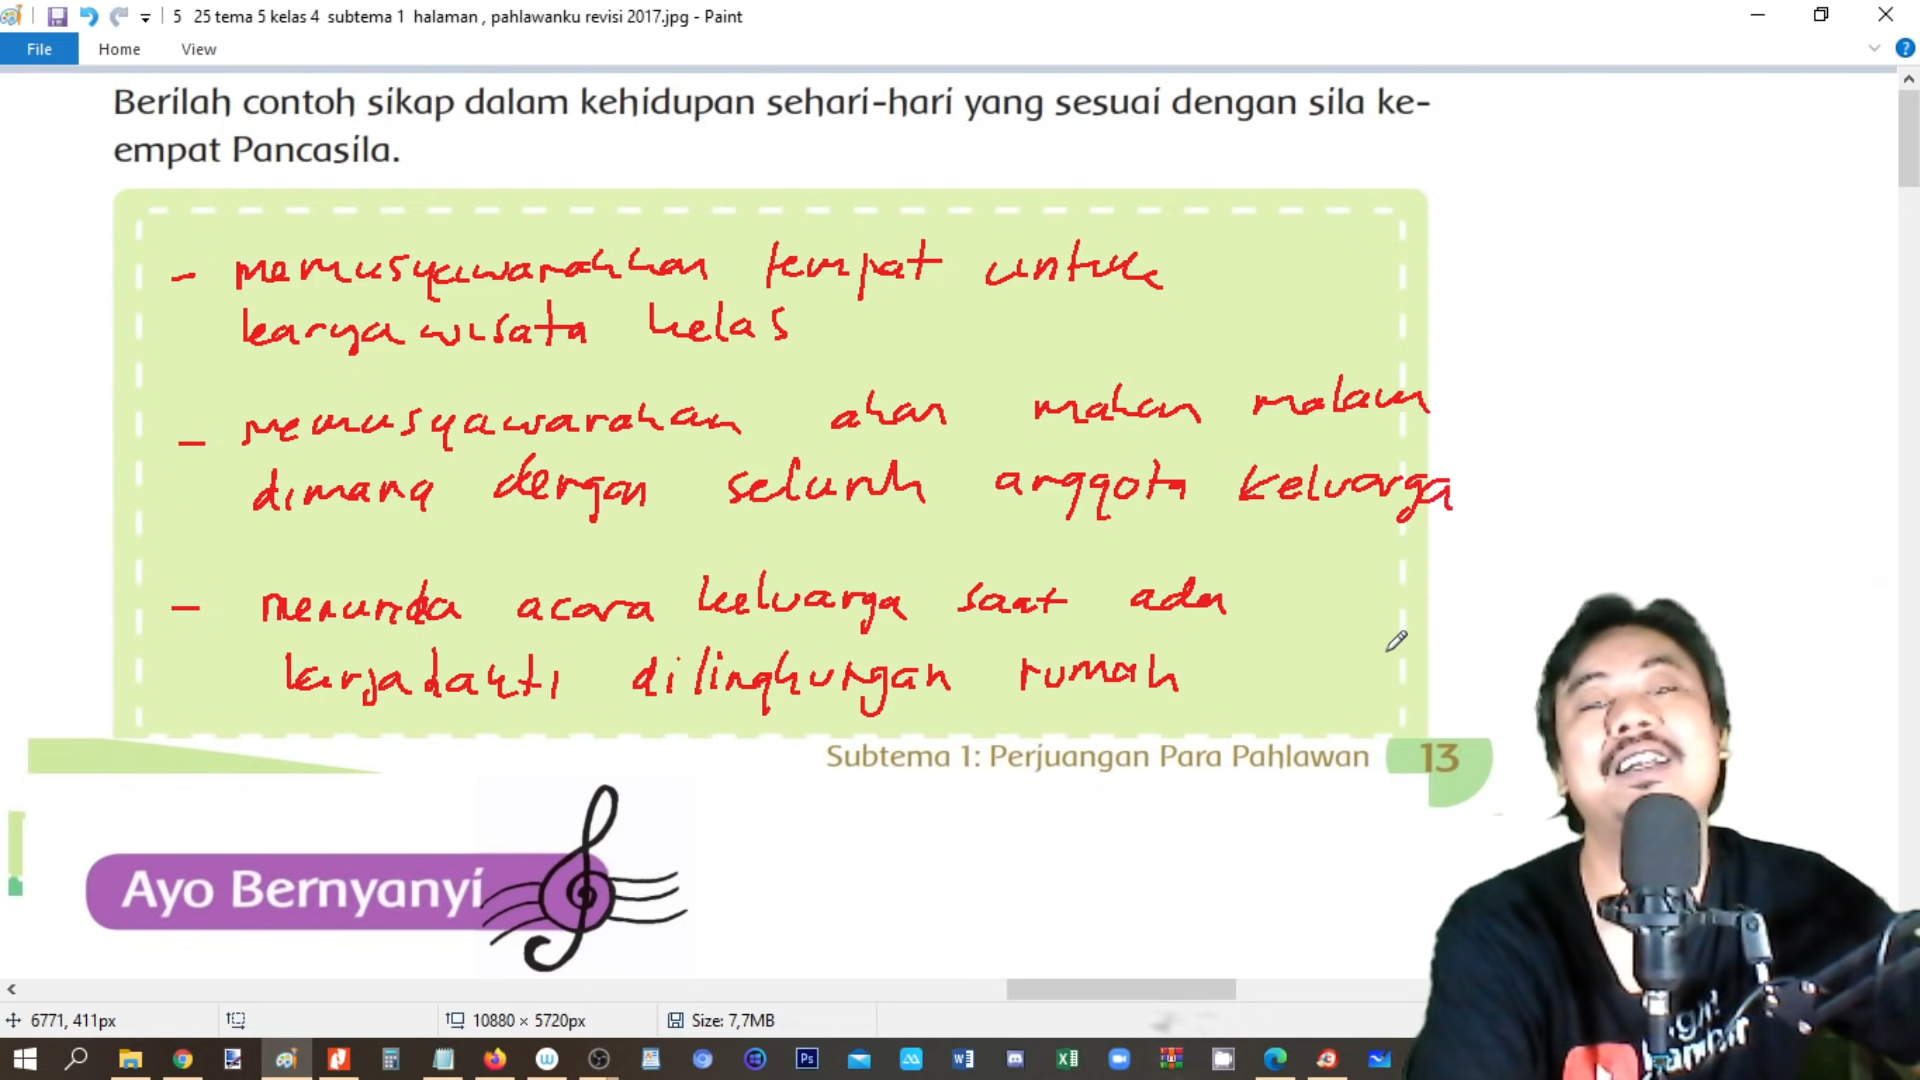 5 25 tema 5 kelas 4 subtema 1 halaman , pahlawanku revisi 2017.jpg - Paint
File Home View
Berilah contoh sikap dalam kehidupan sehari-hari yang sesuai dengan sila ke-
empat Pancasila.
- memusyawarahkan tempat untuk
karyawisata kelas
- memusyawarahan akan makan malam
dimana dengan seluruh anggota keluarga
- menunda acara keluarga saat ada
kerja bakti dilingkungan rumah
Subtema 1: Perjuangan Para Pahlawan 13
Ayo Bernyanyi
6771, 411px 10880 × 5720px Size: 7,7MB